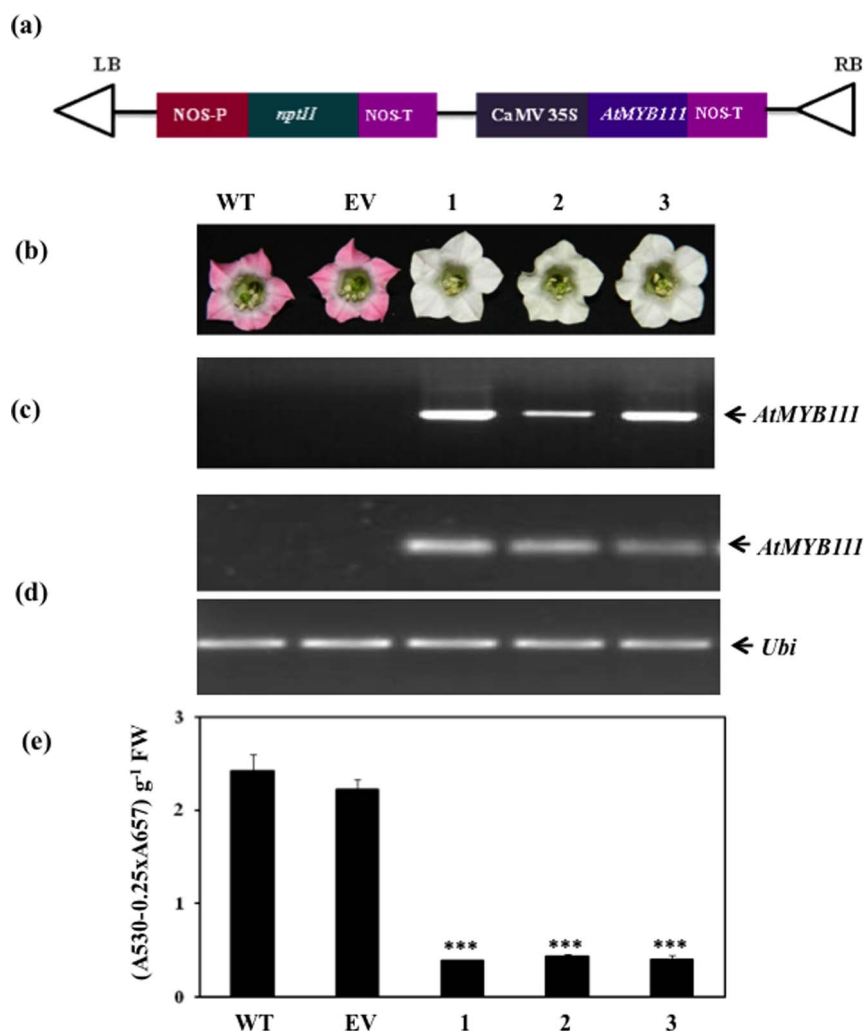 (a)
LB
RB
NOS-P nptII NOS-T CaMV 35S AtMYB111 NOS-T
WT EV 1 2 3
(b)
(c)
AtMYB111
AtMYB111
(d)
Ubi
(e)
(A530-0.25xA657) g⁻¹ FW
3
2
1
0
*** *** ***
WT EV 1 2 3